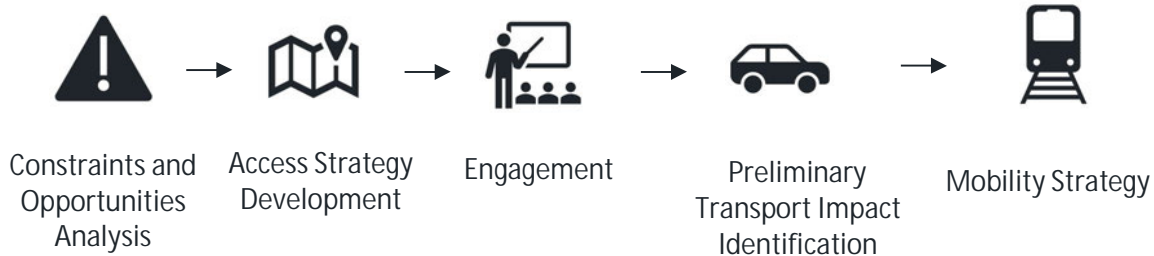 Constraints and
Opportunities
Analysis
Access Strategy
Development
Engagement
Preliminary
Transport Impact
Identification
Mobility Strategy